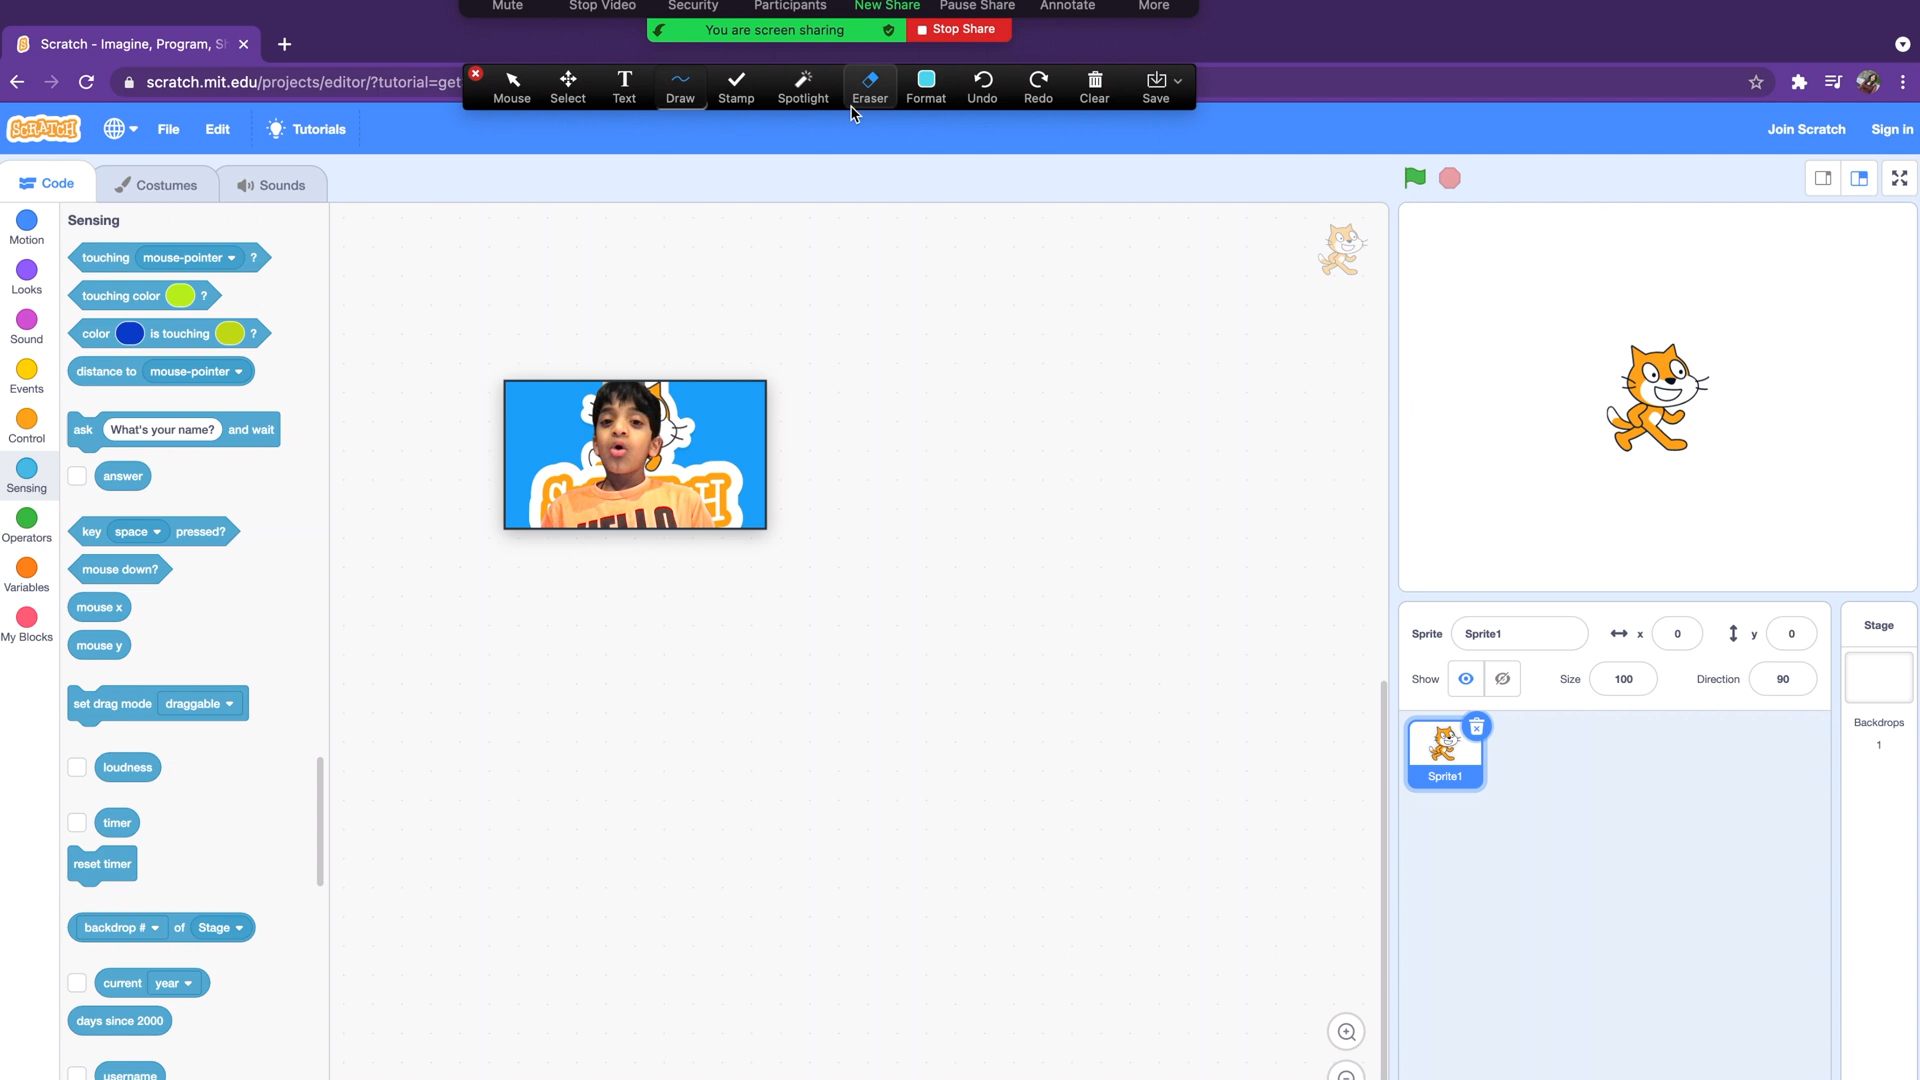 Mute Stop Video Security Participants New Share Pause Share Annotate More
You are screen sharing Stop Share
Scratch - Imagine, Program, S
scratch.mit.edu/projects/editor/?tutorial=get
Mouse Select Text Draw Stamp Spotlight Eraser Format Undo Redo Clear Save
SCRATCH File Edit Tutorials Join Scratch Sign in
Code Costumes Sounds
Motion
Looks
Sound
Events
Control
Sensing
Operators
Variables
My Blocks
Sensing
touching mouse-pointer ?
touching color ?
color is touching ?
distance to mouse-pointer
ask What's your name? and wait
answer
key space pressed?
mouse down?
mouse x
mouse y
set drag mode draggable
loudness
timer
reset timer
backdrop # of Stage
current year
days since 2000
username
HELLO
Sprite Sprite1 x 0 y 0
Show Size 100 Direction 90
Sprite1
Stage
Backdrops
1